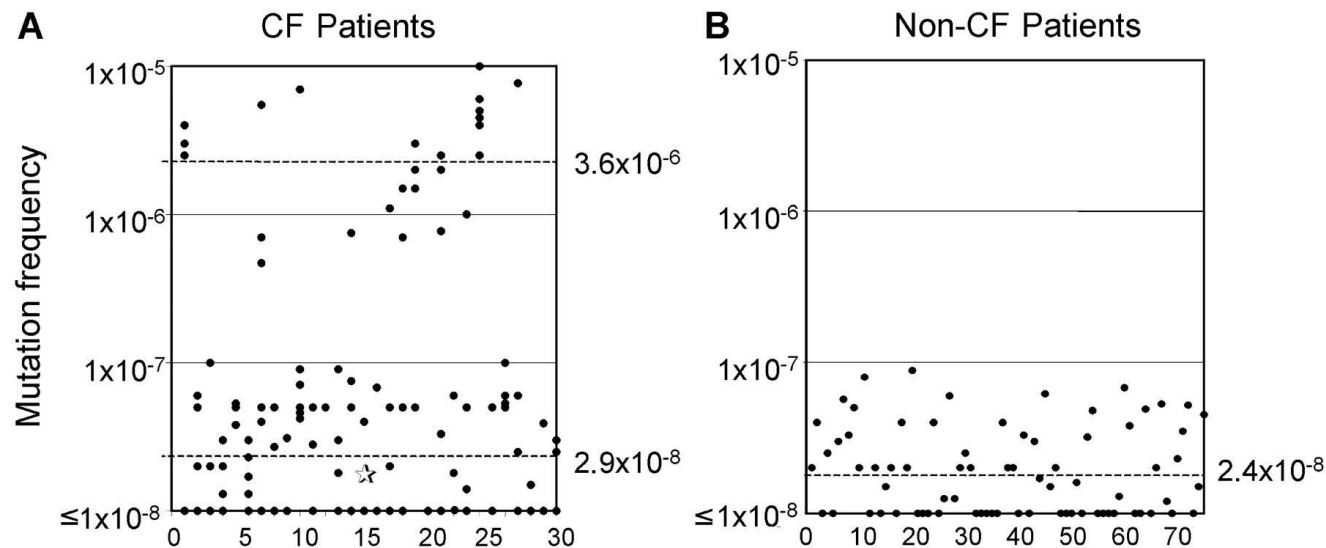 A
CF Patients
Mutation frequency
1x10-5
1x10-6
1x10-7
≤1x10-8
3.6x10-6
2.9x10-8
0 5 10 15 20 25 30
B
Non-CF Patients
1x10-5
1x10-6
1x10-7
≤1x10-8
2.4x10-8
0 10 20 30 40 50 60 70